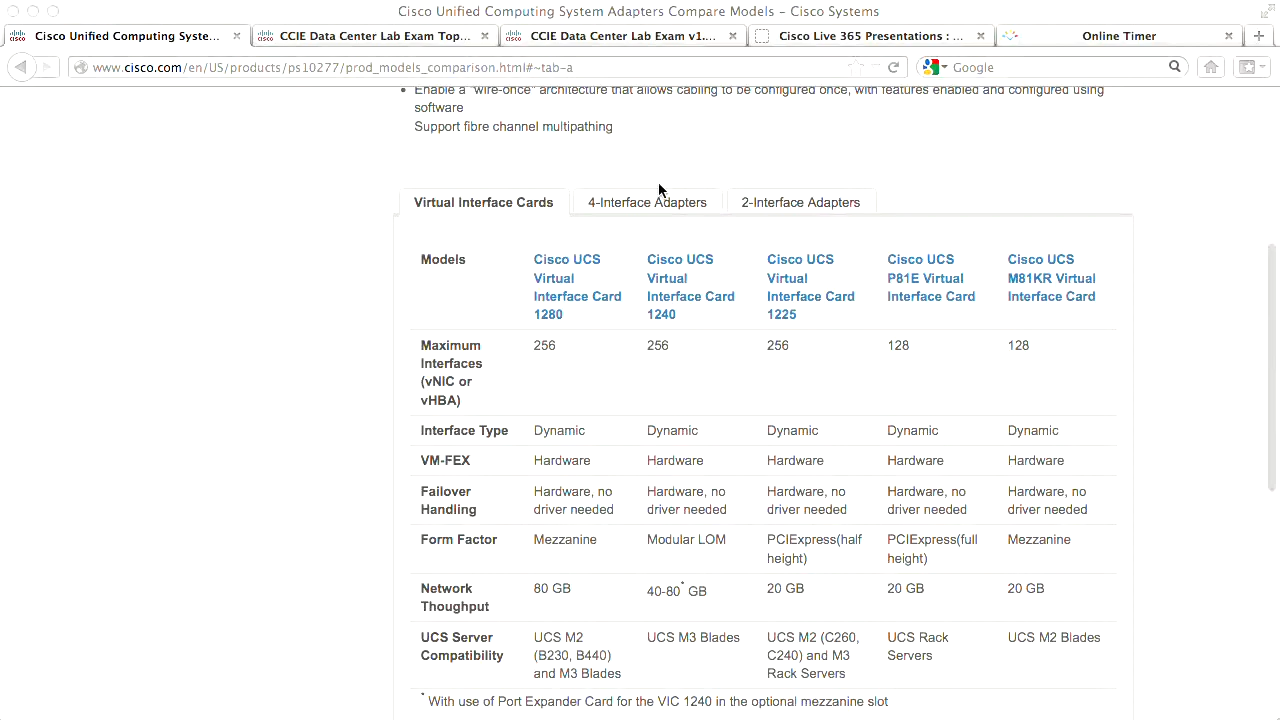 Cisco Unified Computing System Adapters Compare Models – Cisco Systems
Cisco Unified Computing Syste...
CCIE Data Center Lab Exam Top...
CCIE Data Center Lab Exam v1....
Cisco Live 365 Presentations : ...
Online Timer
www.cisco.com/en/US/products/ps10277/prod_models_comparison.html#~tab-a
Google
Enable a "wire-once" architecture that allows cabling to be configured once, with features enabled and configured using
software
Support fibre channel multipathing
Virtual Interface Cards 4-Interface Adapters 2-Interface Adapters
Models
Cisco UCS
Virtual
Interface Card
1280
Cisco UCS
Virtual
Interface Card
1240
Cisco UCS
Virtual
Interface Card
1225
Cisco UCS
P81E Virtual
Interface Card
Cisco UCS
M81KR Virtual
Interface Card
Maximum
Interfaces
(vNIC or
vHBA)
256 256 256 128 128
Interface Type Dynamic Dynamic Dynamic Dynamic Dynamic
VM-FEX Hardware Hardware Hardware Hardware Hardware
Failover
Handling
Hardware, no
driver needed
Hardware, no
driver needed
Hardware, no
driver needed
Hardware, no
driver needed
Hardware, no
driver needed
Form Factor
Mezzanine
Modular LOM
PCIExpress(half
height)
PCIExpress(full
height)
Mezzanine
Network
Thoughput
80 GB
40-80* GB
20 GB
20 GB
20 GB
UCS Server
Compatibility
UCS M2
(B230, B440)
and M3 Blades
UCS M3 Blades
UCS M2 (C260,
C240) and M3
Rack Servers
UCS Rack
Servers
UCS M2 Blades
* With use of Port Expander Card for the VIC 1240 in the optional mezzanine slot